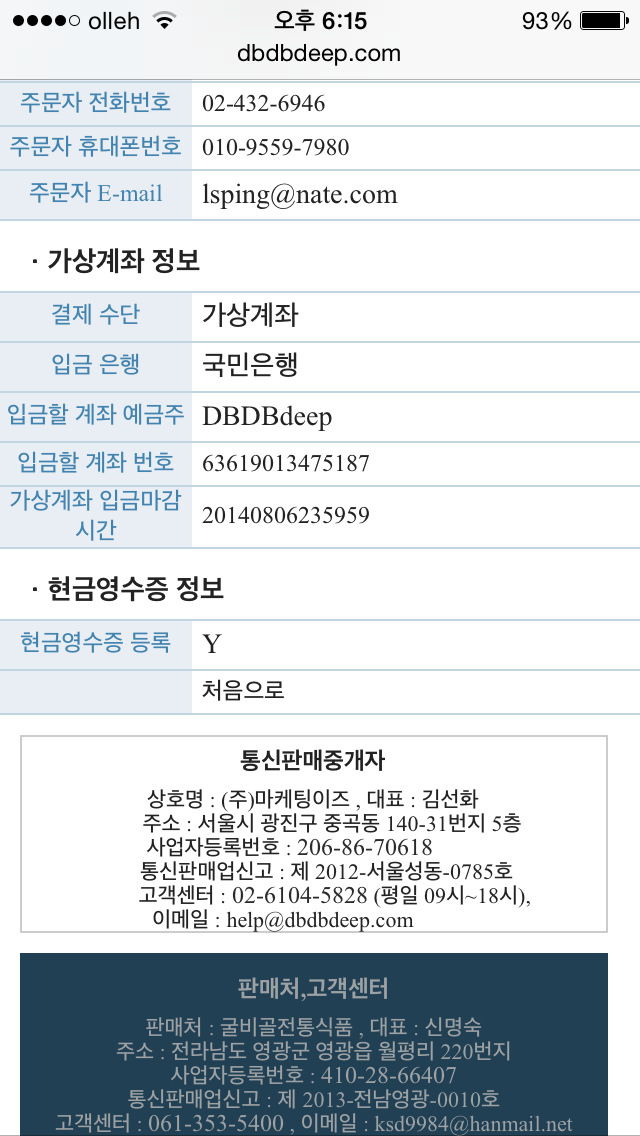 olleh 오후 6:15 93%
dbdbdeep.com
주문자 전화번호 02-432-6946
주문자 휴대폰번호 010-9559-7980
주문자 E-mail lsping@nate.com
· 가상계좌 정보
결제 수단 가상계좌
입금 은행 국민은행
입금할 계좌 예금주 DBDBdeep
입금할 계좌 번호 63619013475187
가상계좌 입금마감
시간 20140806235959
· 현금영수증 정보
현금영수증 등록 Y
처음으로
통신판매중개자
상호명 : (주)마케팅이즈 , 대표 : 김선화
주소 : 서울시 광진구 중곡동 140-31번지 5층
사업자등록번호 : 206-86-70618
통신판매업신고 : 제 2012-서울성동-0785호
고객센터 : 02-6104-5828 (평일 09시~18시),
이메일 : help@dbdbdeep.com
판매처,고객센터
판매처 : 굴비골전통식품 , 대표 : 신명숙
주소 : 전라남도 영광군 영광읍 월평리 220번지
사업자등록번호 : 410-28-66407
통신판매업신고 : 제 2013-전남영광-0010호
고객센터 : 061-353-5400 , 이메일 : ksd9984@hanmail.net